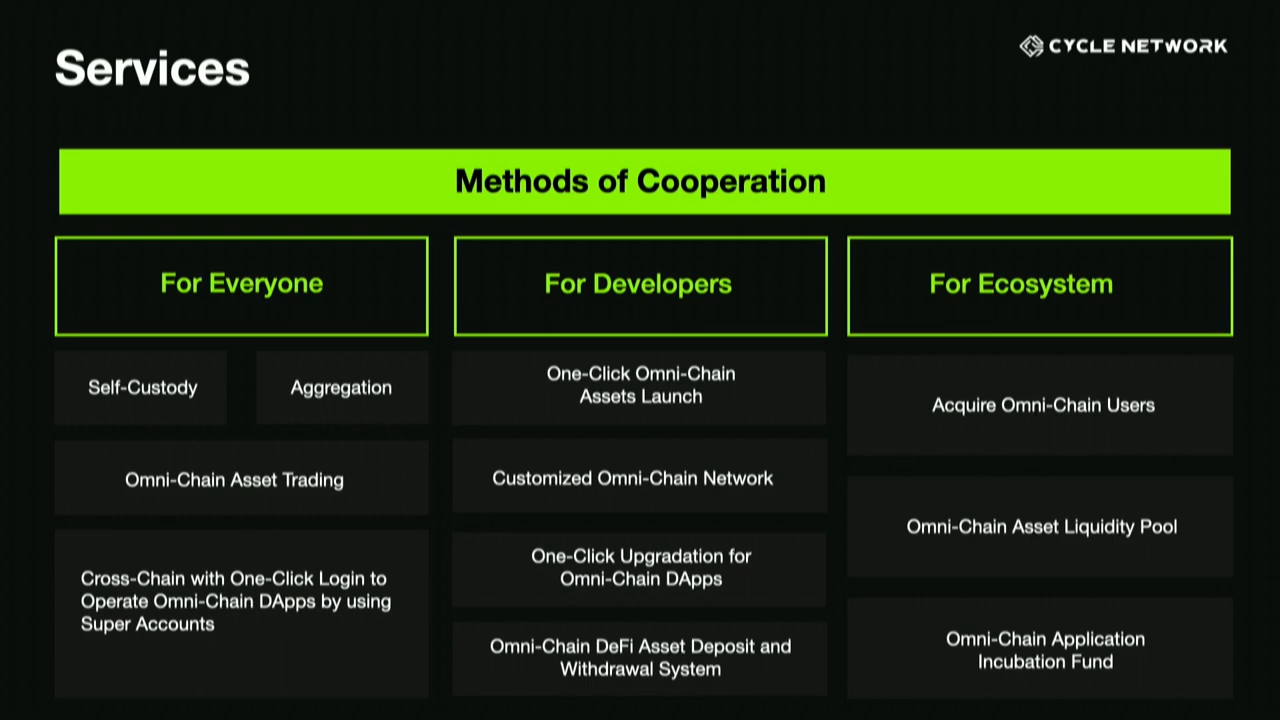 Services
CYCLE NETWORK
Methods of Cooperation
For Everyone
Self-Custody
Aggregation
Omni-Chain Asset Trading
Cross-Chain with One-Click Login to
Operate Omni-Chain DApps by using
Super Accounts
For Developers
One-Click Omni-Chain
Assets Launch
Customized Omni-Chain Network
One-Click Upgradation for
Omni-Chain DApps
Omni-Chain DeFi Asset Deposit and
Withdrawal System
For Ecosystem
Acquire Omni-Chain Users
Omni-Chain Asset Liquidity Pool
Omni-Chain Application
Incubation Fund